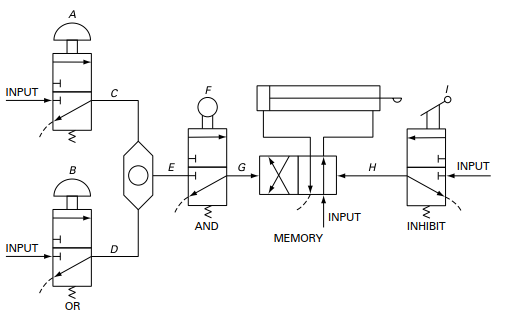 A
INPUT
C
F
I
B
E
G
H
INPUT
INPUT
D
AND
INPUT
INHIBIT
MEMORY
OR